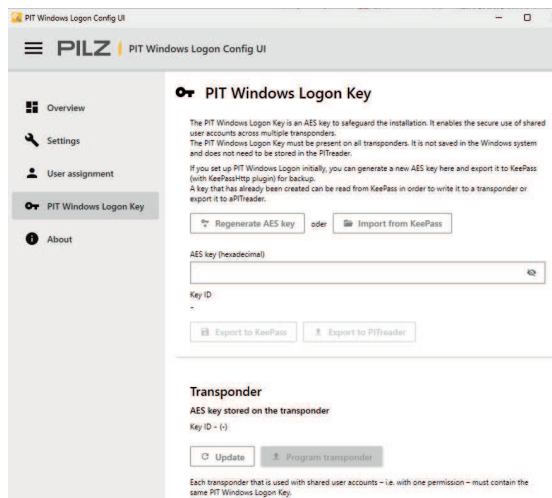 PIT Windows Logon Config UI
PILZ PIT Windows Logon Config UI
Overview
Settings
User assignment
PIT Windows Logon Key
About
PIT Windows Logon Key
The PIT Windows Logon Key is an AES key to safeguard the installation. It enables the secure use of shared
user accounts across multiple transponders.
The PIT Windows Logon Key must be present on all transponders. It is not saved in the Windows system
and does not need to be stored in the PITreader.
If you set up PIT Windows Logon initially, you can generate a new AES key here and export it to KeePass
(with KeePassHttp plugin) for backup.
A key that has already been created can be read from KeePass in order to write it to a transponder or
export it to aPITreader.
Regenerate AES key oder Import from KeePass
AES key (hexadecimal)
Key ID
-
Export to KeePass Export to PITreader
Transponder
AES key stored on the transponder
Key ID - (-)
Update Program transponder
Each transponder that is used with shared user accounts – i.e. with one permission – must contain the
same PIT Windows Logon Key.